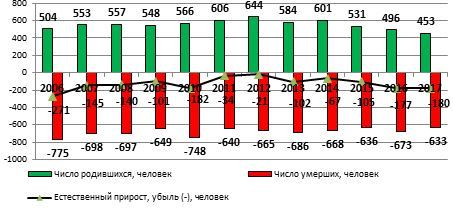 800
600
400
200
0
-200
-400
-600
-800
-1000
504 553 557 548 566 606 644 584 601 531 496 453
2006 2007 2008 2009 2010 2011 2012 2013 2014 2015 2016 2017
-271 -145 -140 -101 -182 -34 -21 -102 -67 -105 -177 -180
-775 -698 -697 -649 -748 -640 -665 -686 -668 -636 -673 -633
Число родившихся, человек Число умерших, человек
Естественный прирост, убыль (-), человек